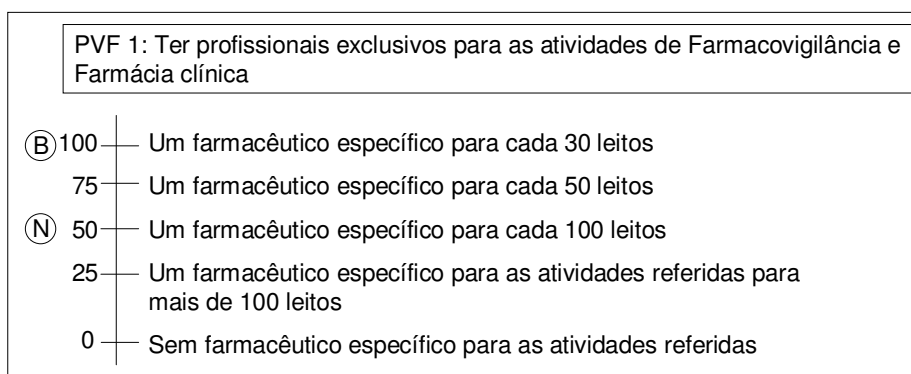 PVF 1: Ter profissionais exclusivos para as atividades de Farmacovigilância e
Farmácia clínica
B 100 Um farmacêutico específico para cada 30 leitos
75 Um farmacêutico específico para cada 50 leitos
N 50 Um farmacêutico específico para cada 100 leitos
25 Um farmacêutico específico para as atividades referidas para
mais de 100 leitos
0 Sem farmacêutico específico para as atividades referidas